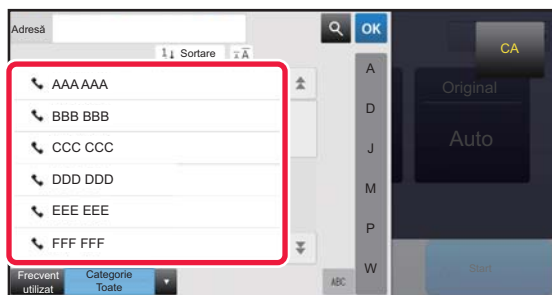 Adresă
OK
CA
1↓ Sortare
A
AAA AAA
Original
BBB BBB
D
Auto
CCC CCC
J
DDD DDD
M
EEE EEE
P
FFF FFF
Frecvent utilizat
Categorie
Toate
▼
ABC
W
Start